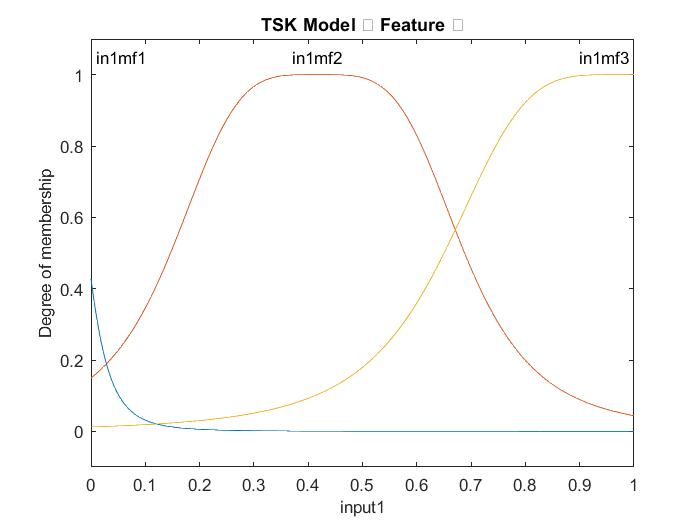 TSK Model Feature
in1mf1 in1mf2 in1mf3
1
0.8
0.6
0.4
0.2
0
Degree of membership
0 0.1 0.2 0.3 0.4 0.5 0.6 0.7 0.8 0.9 1
input1